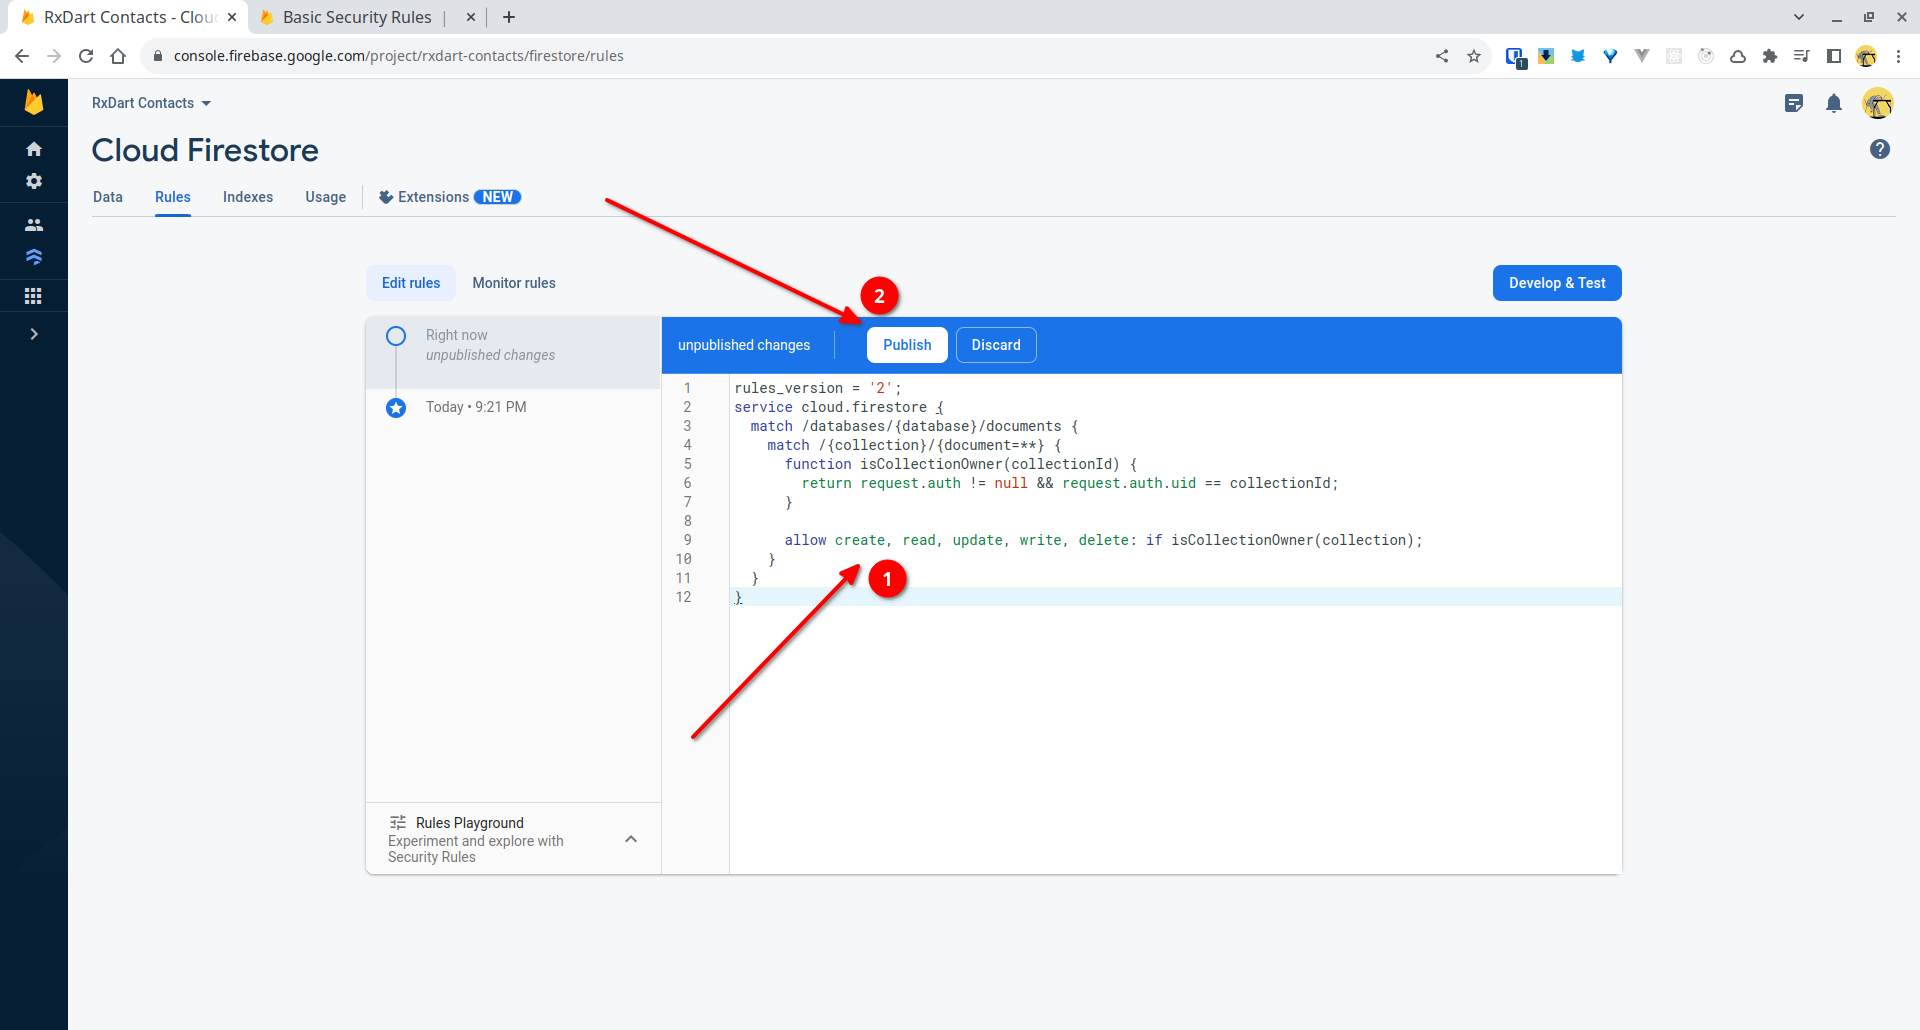 RxDart Contacts - Clou
Basic Security Rules |
console.firebase.google.com/project/rxdart-contacts/firestore/rules
1
RxDart Contacts
Cloud Firestore
Data
Rules
Indexes
Usage
Extensions NEW
Edit rules
Monitor rules
Develop & Test
2
Right now
unpublished changes
Today • 9:21 PM
unpublished changes
Publish
Discard
1 rules_version = '2';
2 service cloud.firestore {
3 match /databases/{database}/documents {
4 match /{collection}/{document=**} {
5 function isCollectionOwner(collectionId) {
6 return request.auth != null && request.auth.uid == collectionId;
7 }
8
9 allow create, read, update, write, delete: if isCollectionOwner(collection);
10 }
11 }
12 }
1
Rules Playground
Experiment and explore with
Security Rules